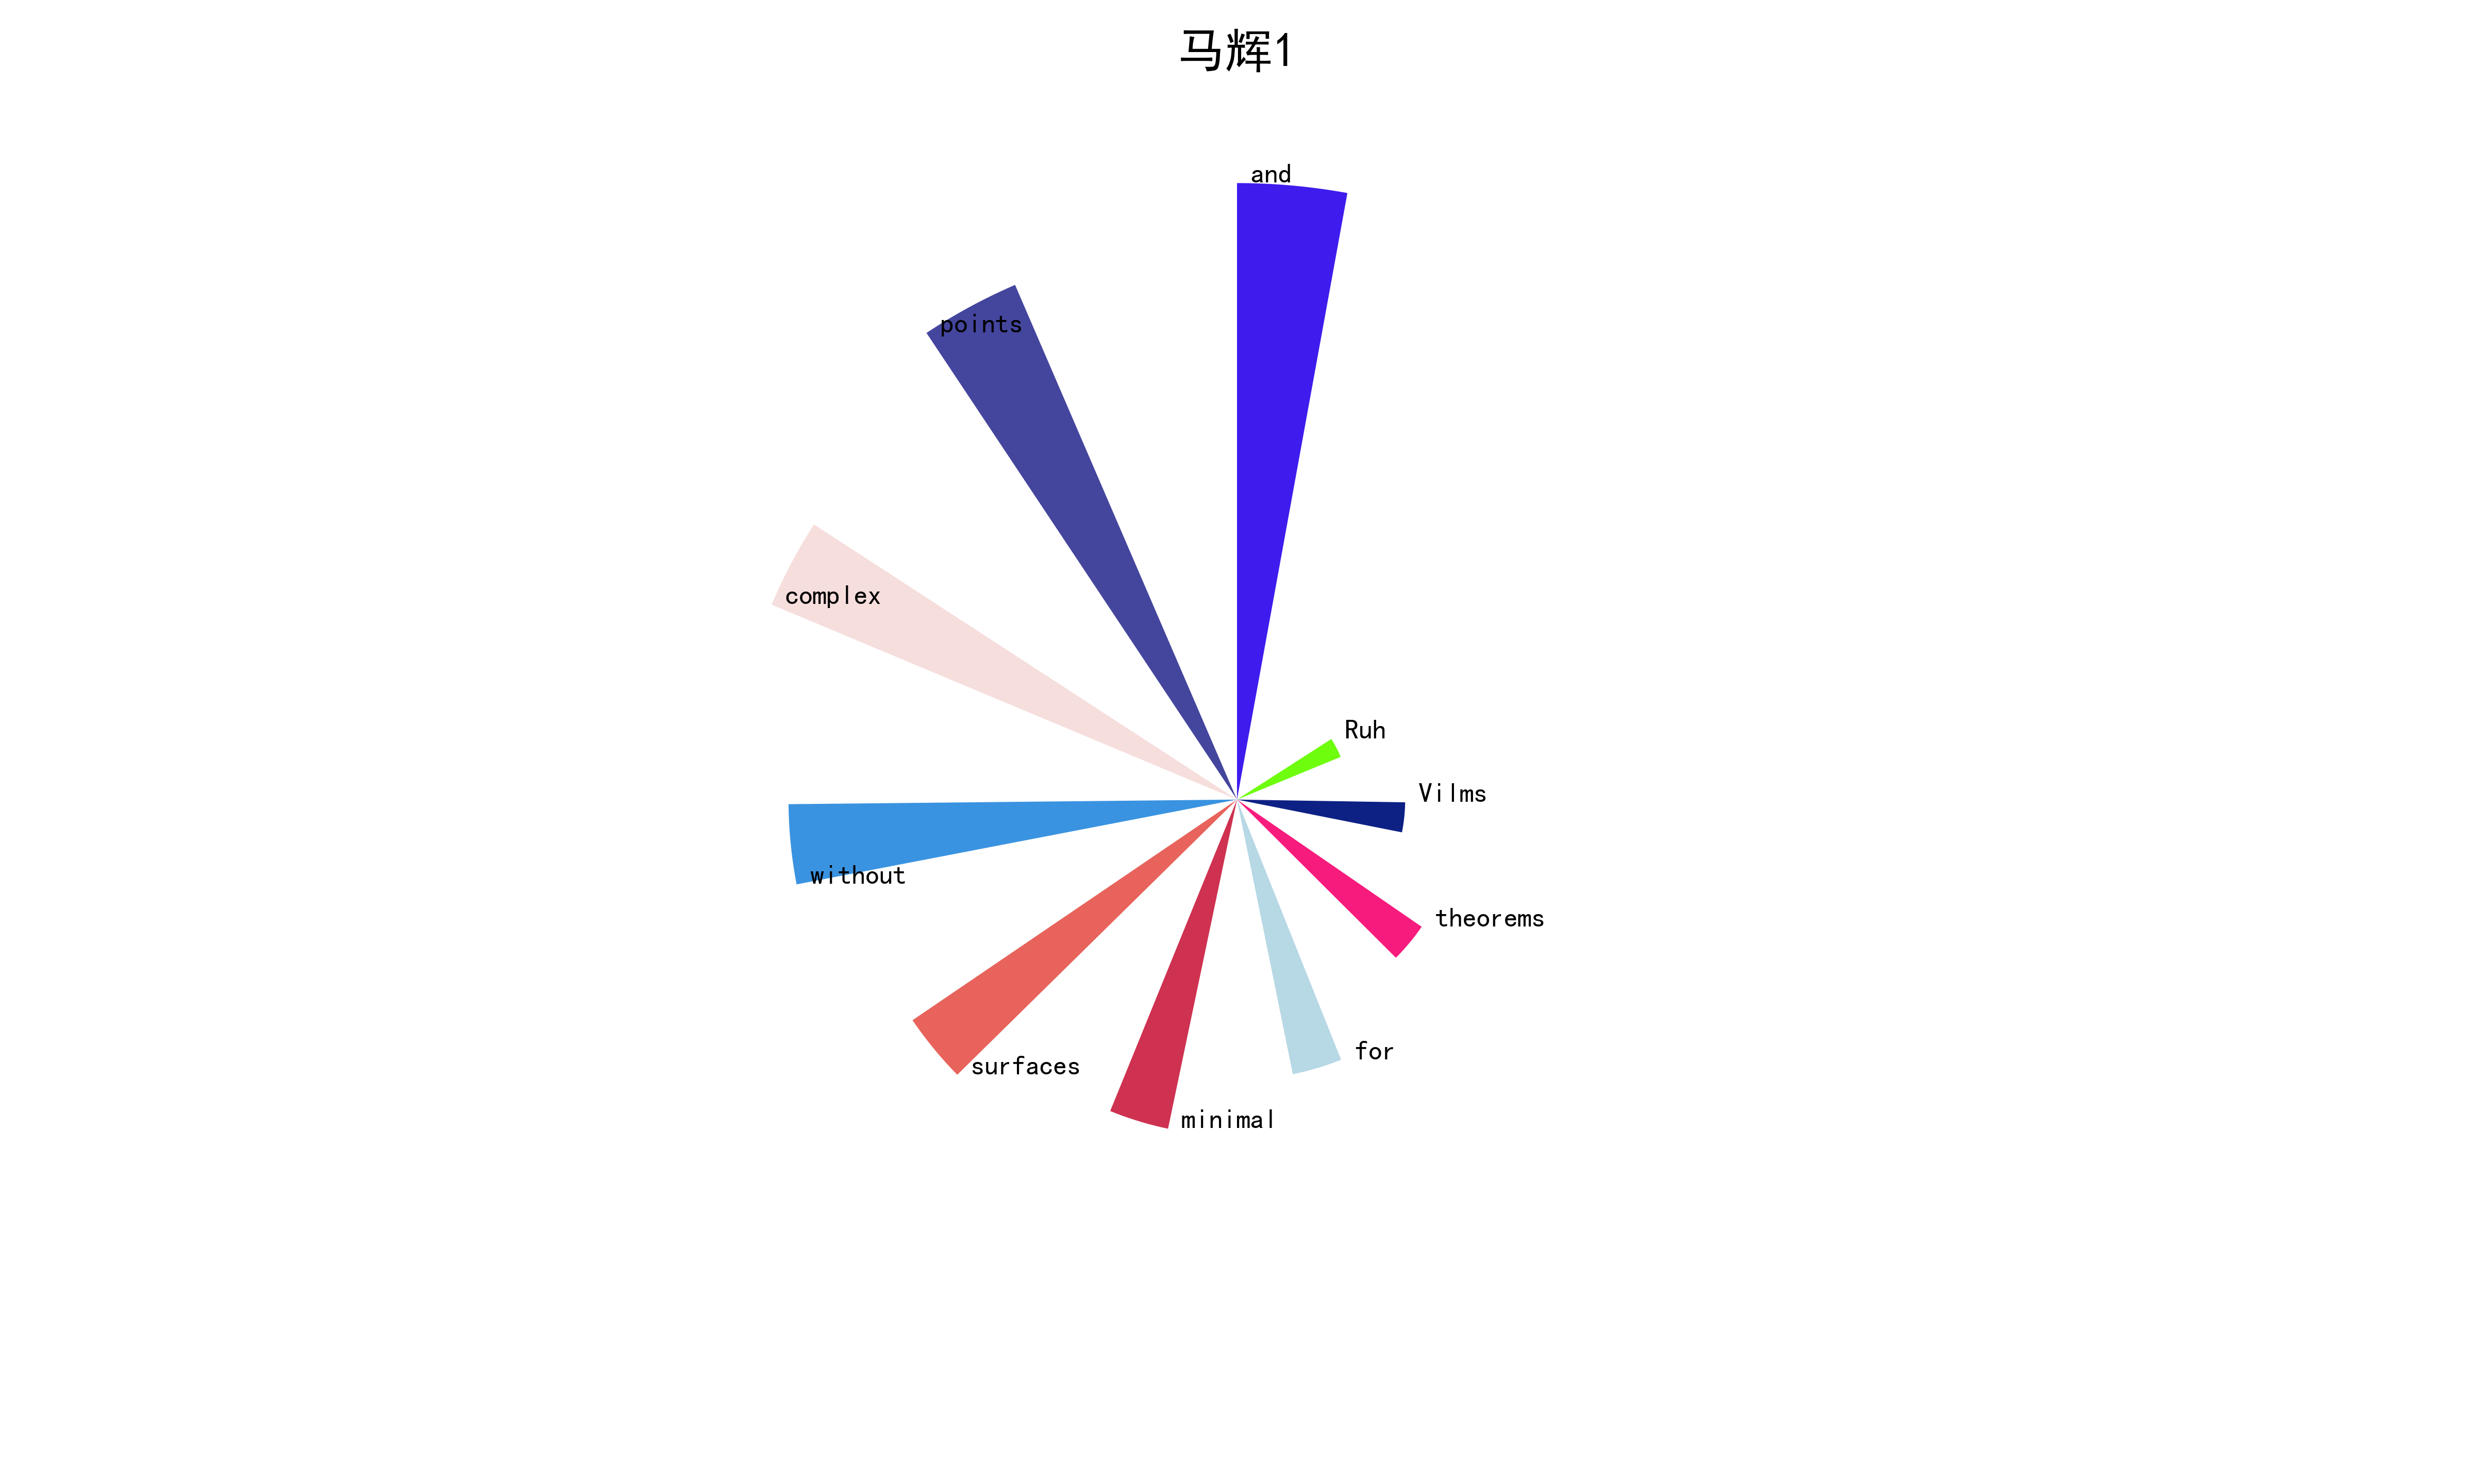 马辉1
and
points
complex
Ruh
Vilms
without
theorems
for
surfaces
minimal